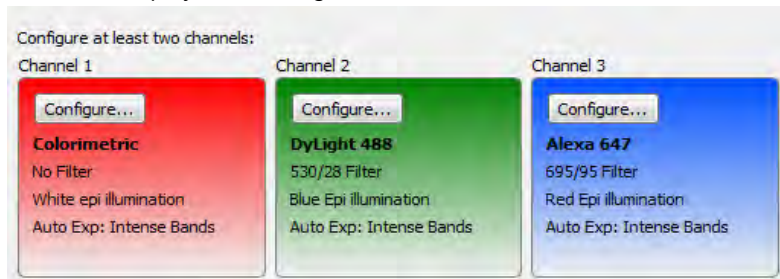 Configure at least two channels:
Channel 1
Channel 2
Channel 3
Configure...
Colorimetric
No Filter
White epi illumination
Auto Exp: Intense Bands
Configure...
DyLight 488
530/28 Filter
Blue Epi illumination
Auto Exp: Intense Bands
Configure...
Alexa 647
695/95 Filter
Red Epi illumination
Auto Exp: Intense Bands